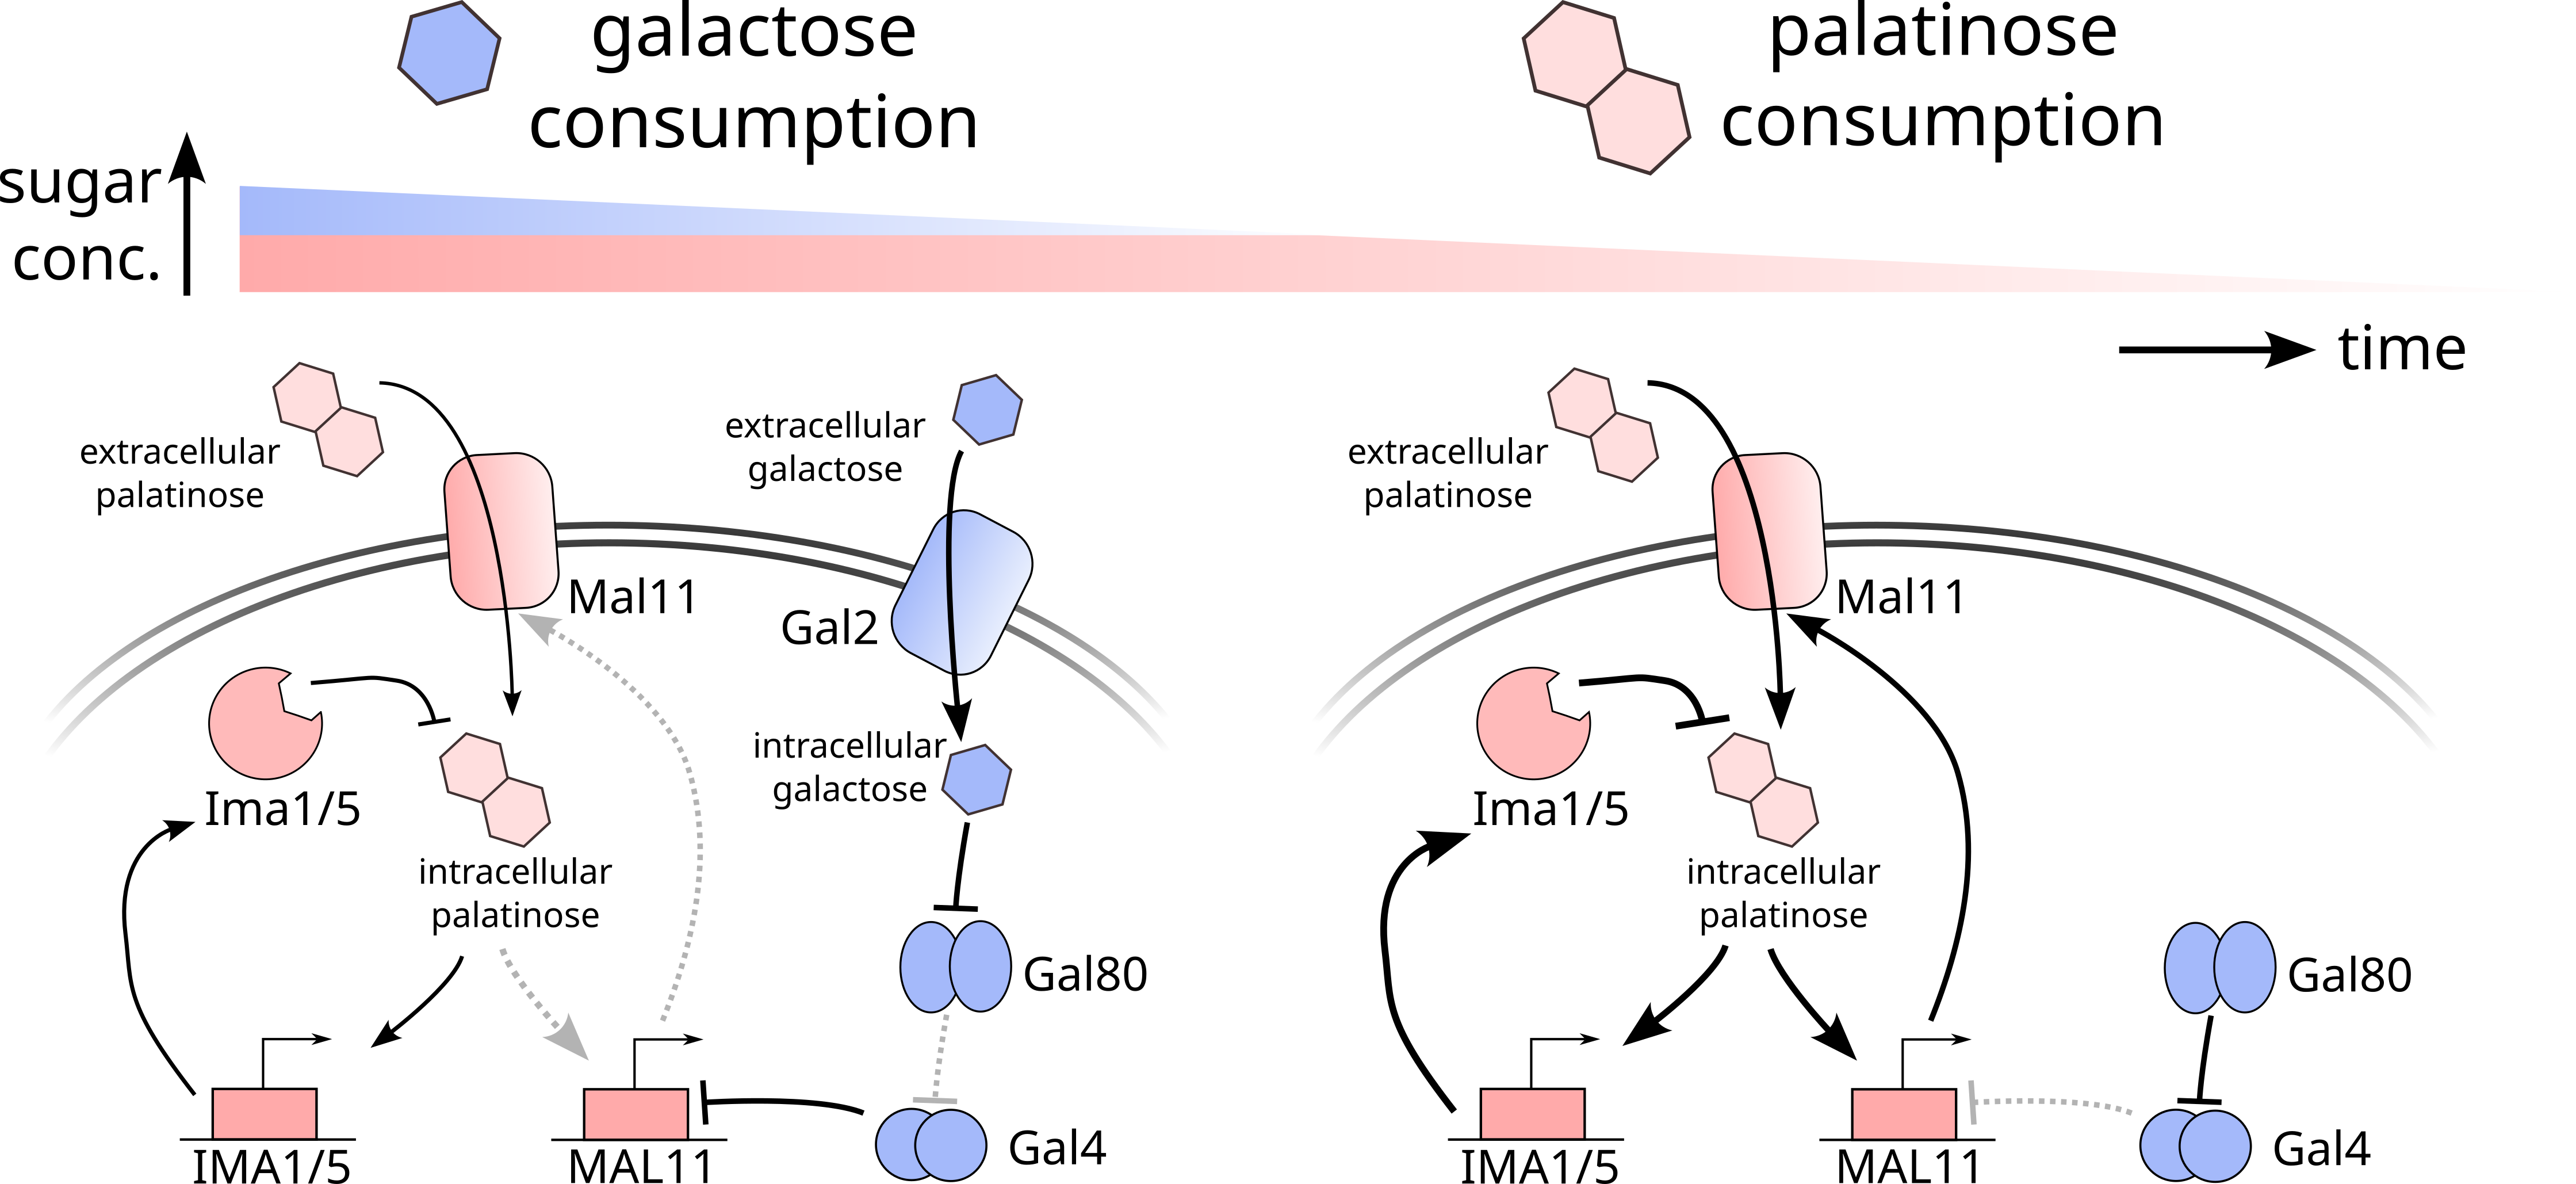 galactose
consumption
palatinose
consumption
sugar
conc.
time
extracellular
palatinose
extracellular
galactose
Mal11
Gal2
Ima1/5
intracellular
galactose
intracellular
palatinose
Gal80
Gal4
IMA1/5
MAL11
extracellular
palatinose
Mal11
Ima1/5
intracellular
palatinose
Gal80
Gal4
IMA1/5
MAL11